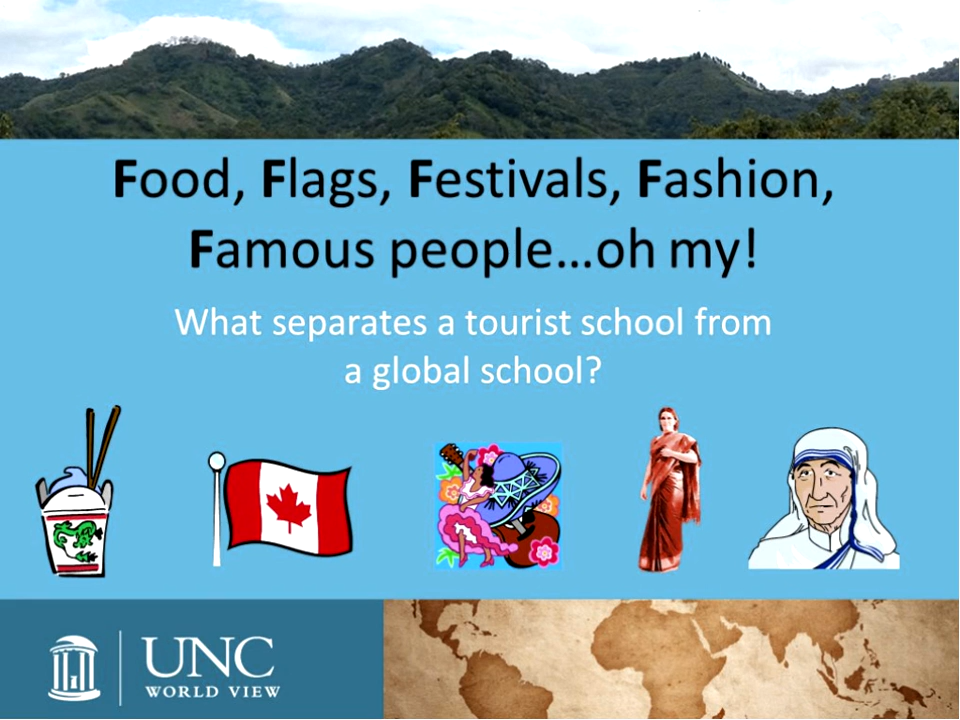 Food, Flags, Festivals, Fashion,
Famous people...oh my!
What separates a tourist school from
a global school?
UNC
WORLD VIEW